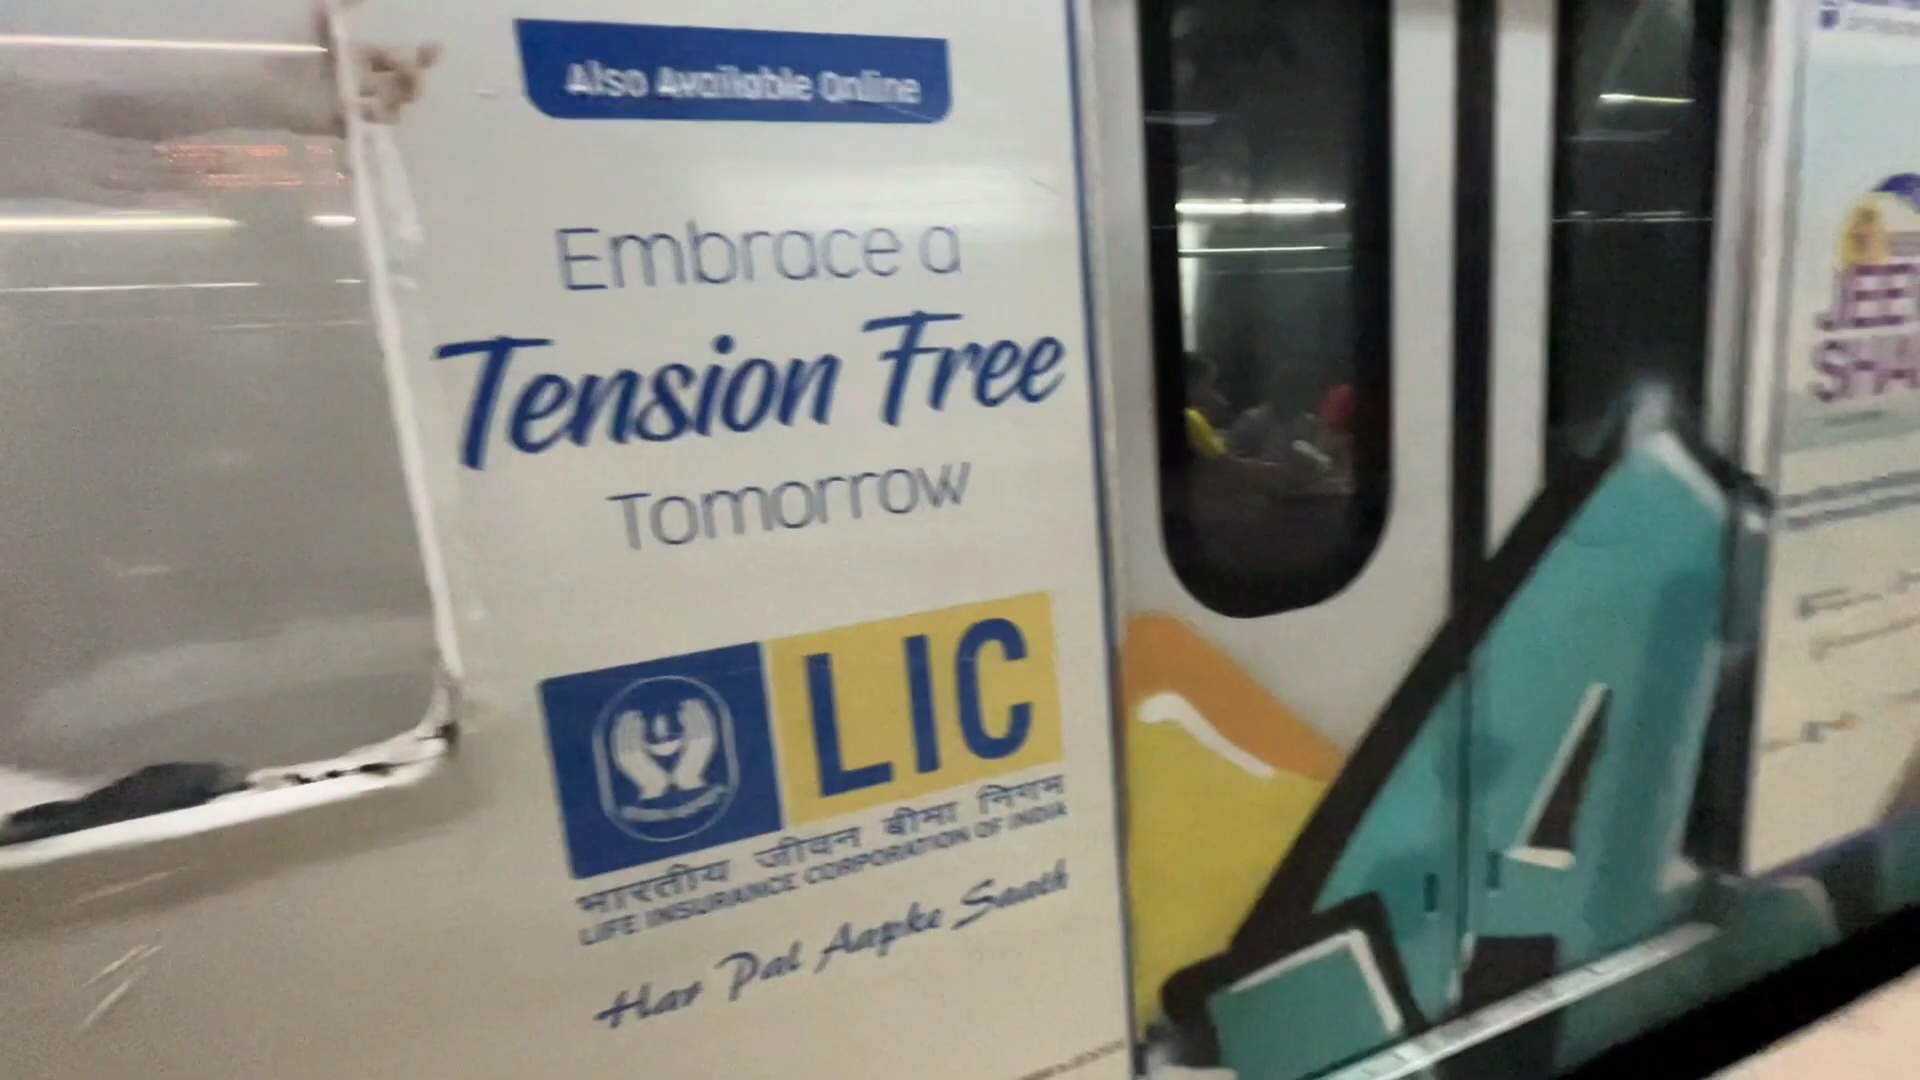 Also Available Online
Embrace a
Tension Free
Tomorrow
LIC
भारतीय जीवन बीमा निगम
LIFE INSURANCE CORPORATION OF INDIA
Har Pal Aapke Saath
A